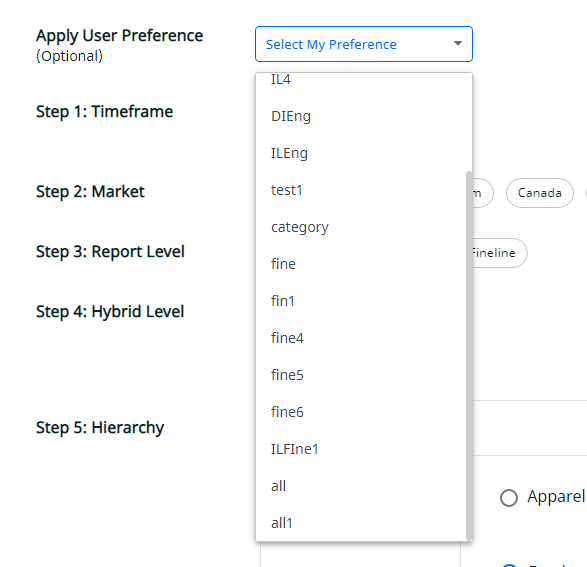 Apply User Preference
(Optional)
Select My Preference
IL4
DIEng
ILEng
test1
category
fine
fin1
fine4
fine5
fine6
ILFIne1
all
all1
Step 1: Timeframe
Step 2: Market
Canada
Step 3: Report Level
Fineline
Step 4: Hybrid Level
Step 5: Hierarchy
Apparel